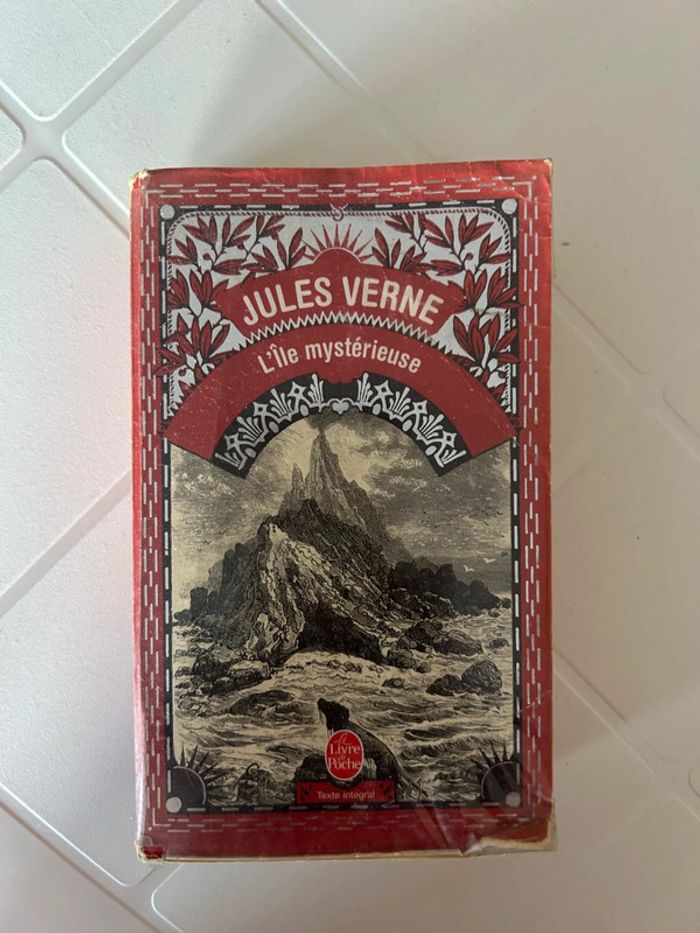 JULES VERNE
L'Île mystérieuse
Le
Livre
de
Poche
Texte intégral